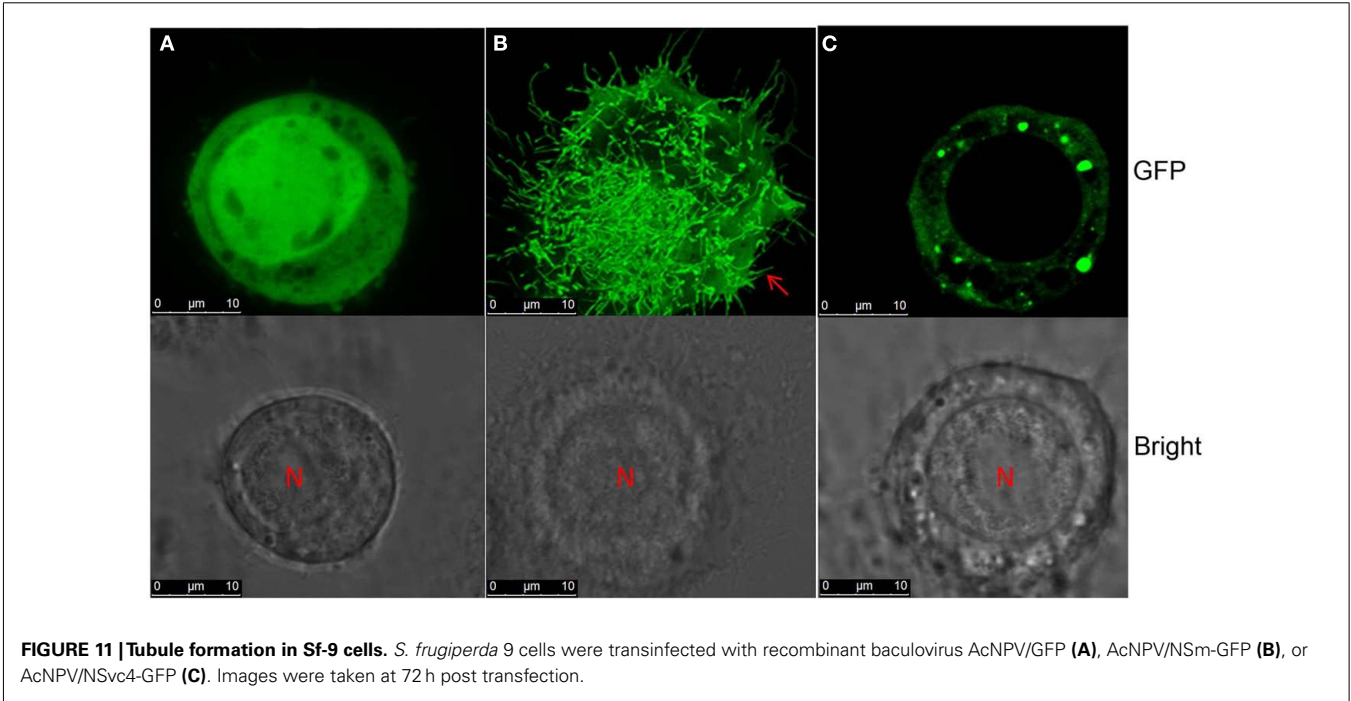 A
B
C
GFP
0 µm 10
0 µm 10
0 µm 10
N
N
N
Bright
0 µm 10
0 µm 10
0 µm 10
FIGURE 11 | Tubule formation in Sf-9 cells. S. frugiperda 9 cells were transinfected with recombinant baculovirus AcNPV/GFP (A), AcNPV/NSm-GFP (B), or
AcNPV/NSvc4-GFP (C). Images were taken at 72 h post transfection.